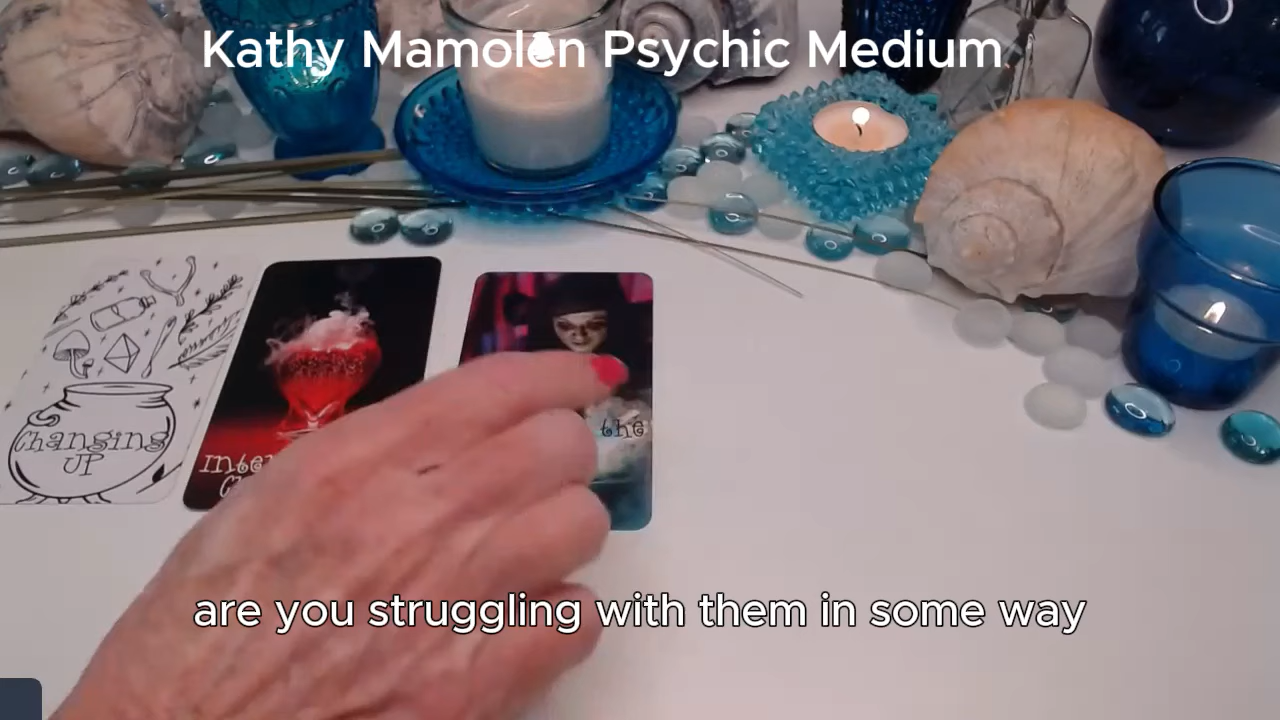 Kathy Mamolen Psychic Medium
the
Changing
UP
are you struggling with them in some way